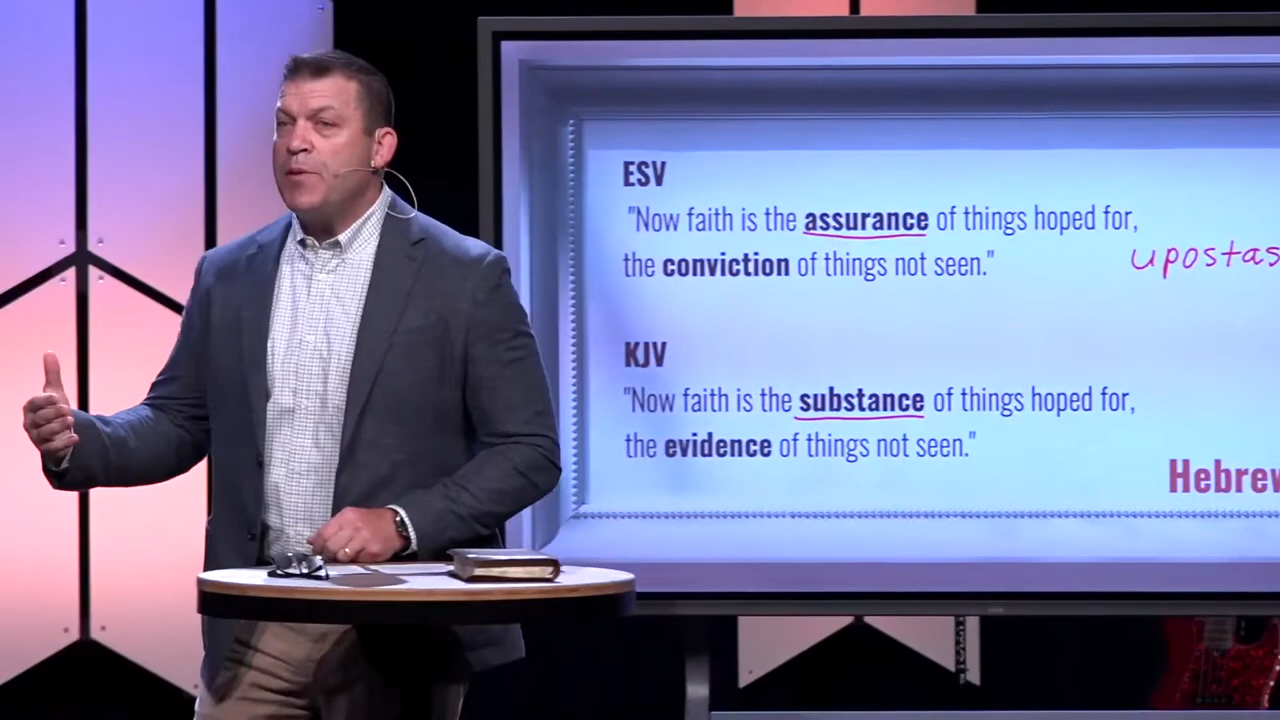 ESV
"Now faith is the assurance of things hoped for,
the conviction of things not seen."
upostas
KJV
"Now faith is the substance of things hoped for,
the evidence of things not seen."
Hebrew